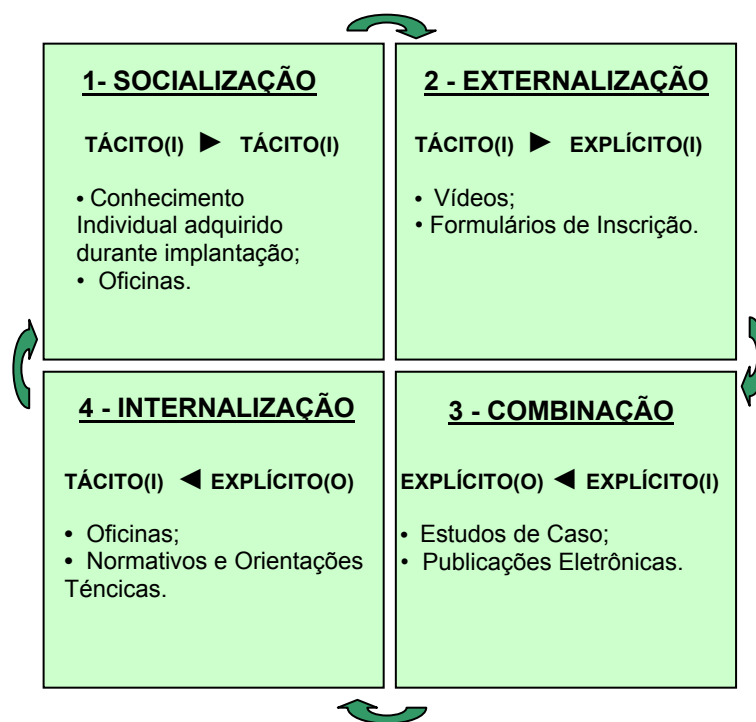 1- SOCIALIZAÇÃO
TÁCITO(I) ► TÁCITO(I)
• Conhecimento
Individual adquirido
durante implantação;
• Oficinas.
2 - EXTERNALIZAÇÃO
TÁCITO(I) ► EXPLÍCITO(I)
• Vídeos;
• Formulários de Inscrição.
4 - INTERNALIZAÇÃO
TÁCITO(I) ◄ EXPLÍCITO(O)
• Oficinas;
• Normativos e Orientações
Téncicas.
3 - COMBINAÇÃO
EXPLÍCITO(O) ◄ EXPLÍCITO(I)
• Estudos de Caso;
• Publicações Eletrônicas.